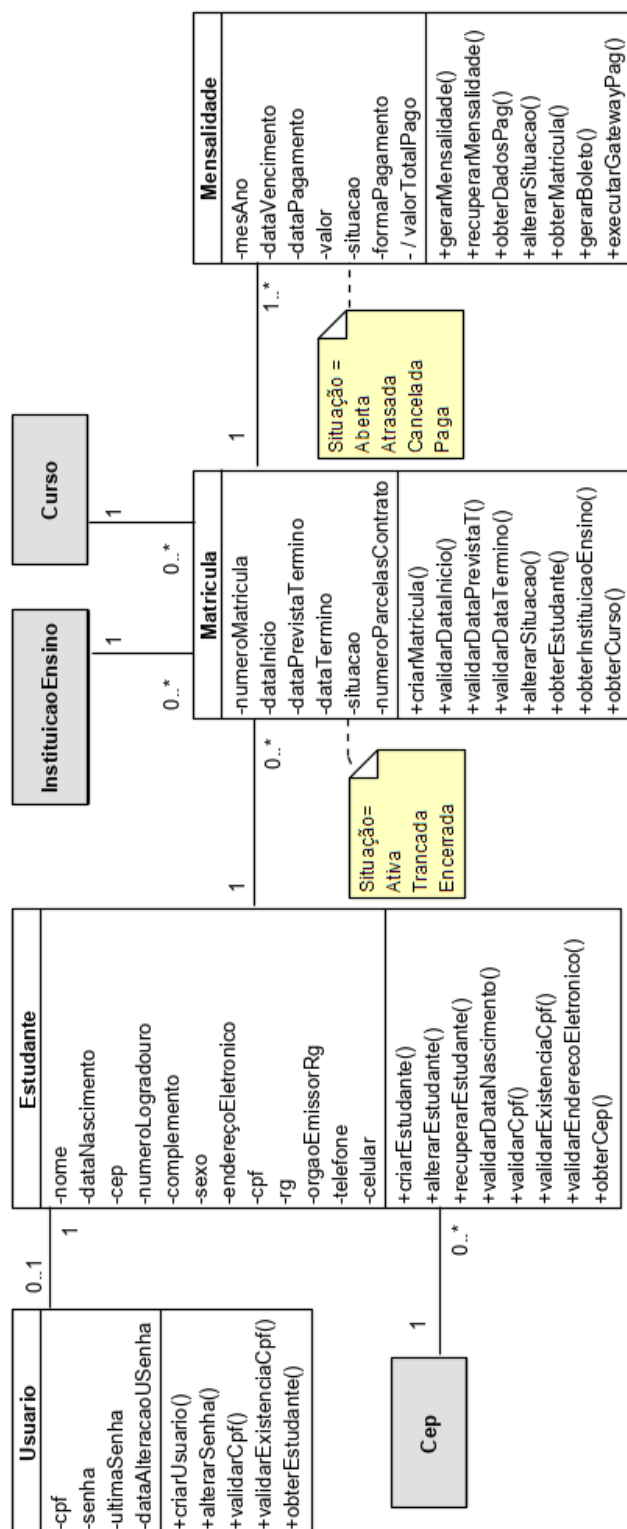 Usuario
-cpf
-senha
-ultimaSenha
-dataAlteracaoUSenha
+criarUsuario()
+alterarSenha()
+validarCpf()
+validarExistenciaCpf()
+obterEstudante()
0..1
1
Cep
1
0..*
Estudante
-nome
-dataNascimento
-cep
-numeroLogradouro
-complemento
-sexo
-endereçoEletronico
-cpf
-rg
-orgaoEmissorRg
-telefone
-celular
+criarEstudante()
+alterarEstudante()
+recuperarEstudante()
+validarDataNascimento()
+validarCpf()
+validarExistenciaCpf()
+validarEnderecoEletronico()
+obterCep()
1
0..*
Situação=
Ativa
Trancada
Encerrada
InstituicaoEnsino
1
0..*
Curso
1
0..*
Matricula
-numeroMatricula
-dataInicio
-dataPrevistaTermino
-dataTermino
-situacao
-numeroParcelasContrato
+criarMatricula()
+validarDataInicio()
+validarDataPrevistaT()
+validarDataTermino()
+alterarSituacao()
+obterEstudante()
+obterInstituicaoEnsino()
+obterCurso()
1
1..*
Situação =
Aberta
Atrasada
Cancelada
Paga
Mensalidade
-mesAno
-dataVencimento
-dataPagamento
-valor
-situacao
-formaPagamento
- / valorTotalPago
+gerarMensalidade()
+recuperarMensalidade()
+obterDadosPag()
+alterarSituacao()
+obterMatricula()
+gerarBoleto()
+executarGatewayPag()